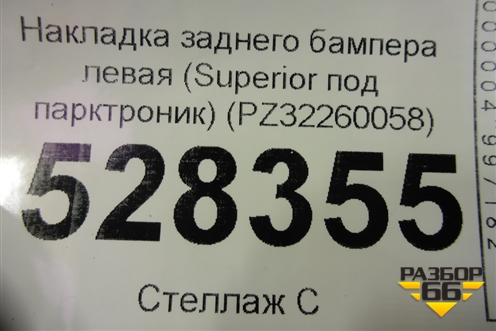 Накладка заднего бампера
левая (Superior под
парктроник) (PZ32260058)
528355
Стеллаж С
РАЗБОР
66